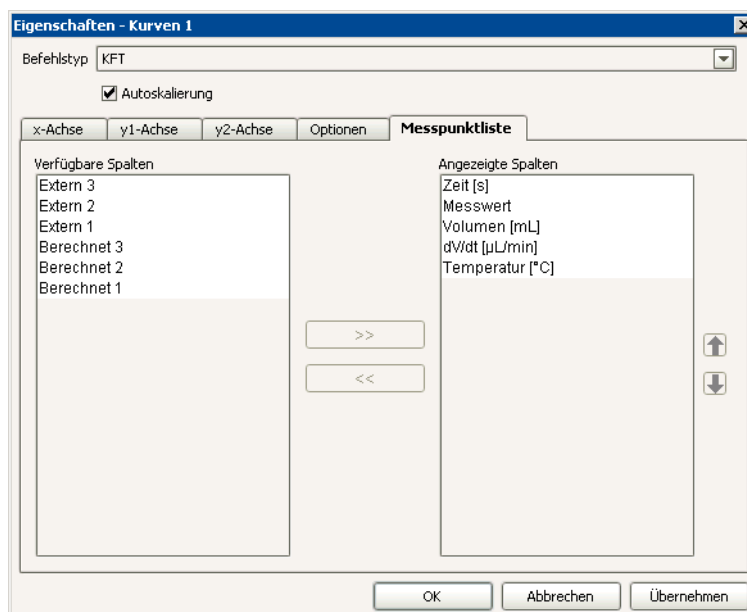 Eigenschaften - Kurven 1
Befehlstyp KFT
Autoskalierung
x-Achse y1-Achse y2-Achse Optionen Messpunktliste
Verfügbare Spalten
Extern 3
Extern 2
Extern 1
Berechnet 3
Berechnet 2
Berechnet 1
>>
<<
Angezeigte Spalten
Zeit [s]
Messwert
Volumen [mL]
dV/dt [µL/min]
Temperatur [°C]
OK Abbrechen Übernehmen